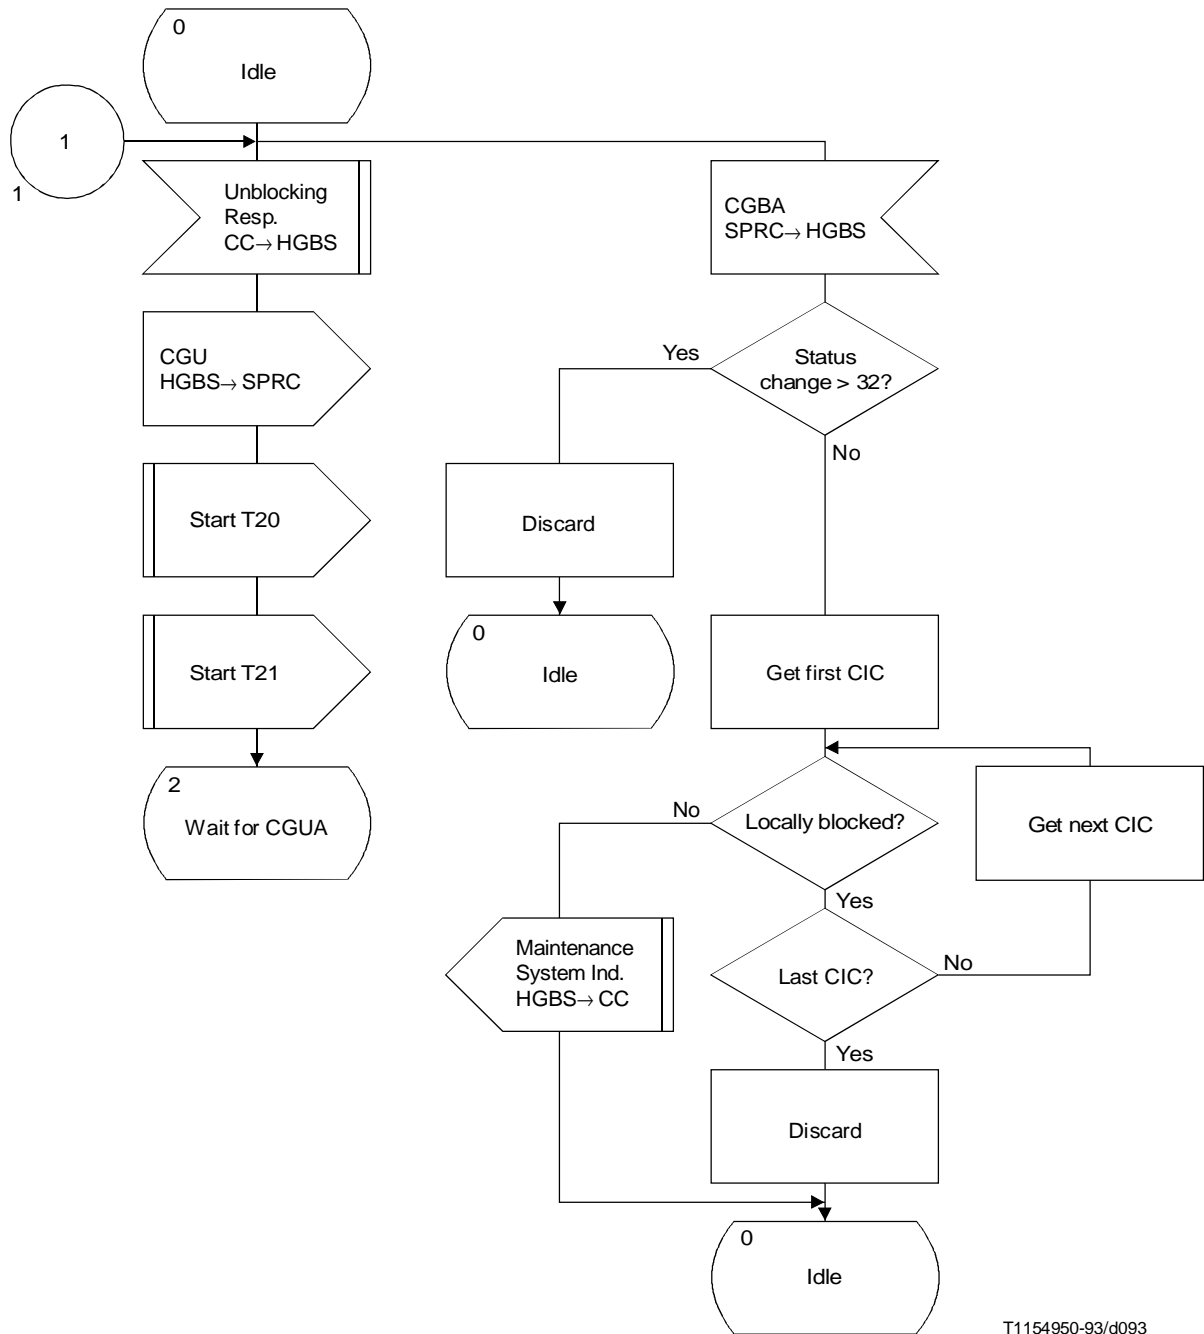 0
Idle
1
1
Unblocking
Resp.
CC→HGBS
CGBA
SPRC→HGBS
CGU
HGBS→SPRC
Yes
Status
change > 32?
No
Start T20
Discard
Start T21
0
Idle
Get first CIC
2
Wait for CGUA
No
Locally blocked?
Get next CIC
Yes
Maintenance
System Ind.
HGBS→CC
Last CIC?
No
Yes
Discard
0
Idle
T1154950-93/d093